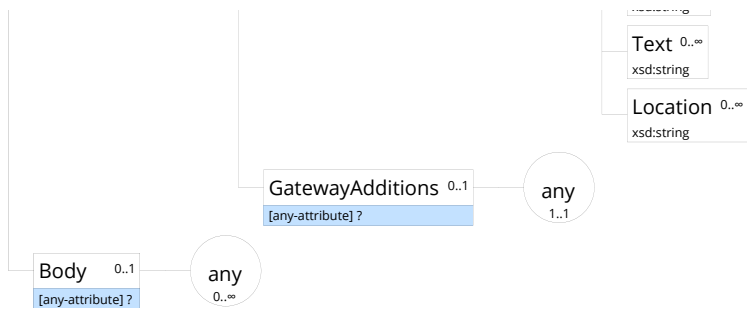 Text 0..∞
xsd:string
Location 0..∞
xsd:string
GatewayAdditions 0..1
[any-attribute] ?
any
1..1
Body 0..1
[any-attribute] ?
any
0..∞